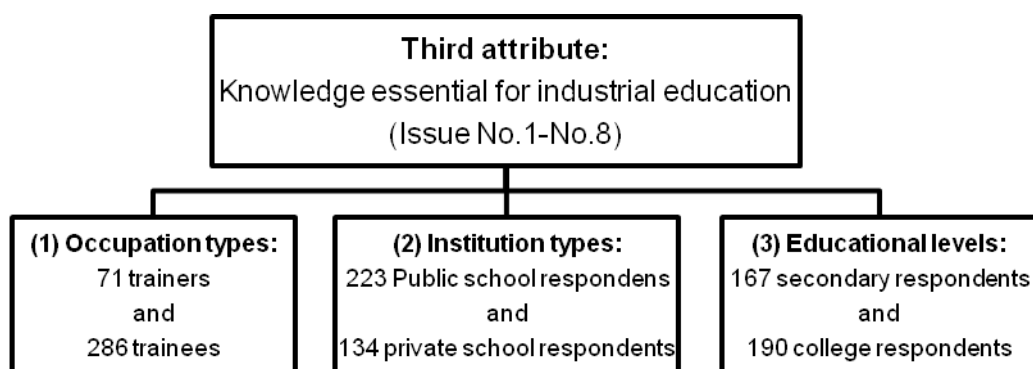 Third attribute:
Knowledge essential for industrial education
(Issue No.1-No.8)
(1) Occupation types:
71 trainers
and
286 trainees
(2) Institution types:
223 Public school respondens
and
134 private school respondents
(3) Educational levels:
167 secondary respondents
and
190 college respondents